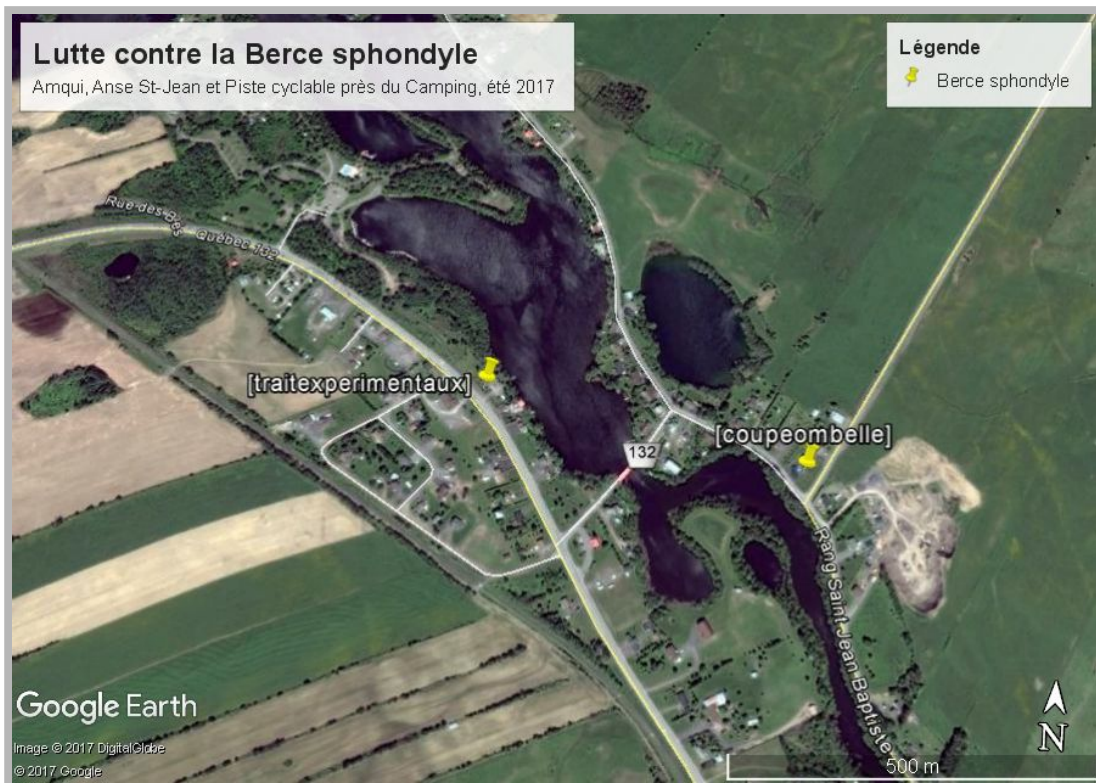 Lutte contre la Berce sphondyle
Amqui, Anse St-Jean et Piste cyclable près du Camping, été 2017
Légende
Berce sphondyle
Rue des
Québec 132
[traitexperimentaux]
[coupeombelle]
132
Rang Saint Jean Baptiste
Google Earth
Image © 2017 DigitalGlobe
© 2017 Google
500 m
N